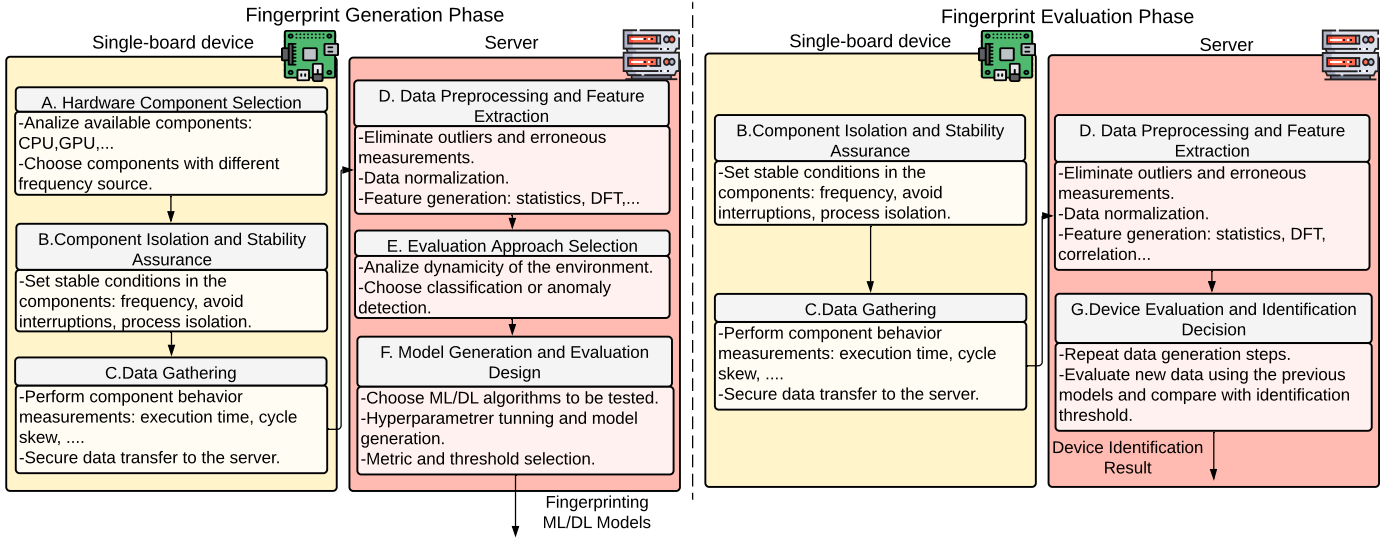 Fingerprint Generation Phase
Single-board device
A. Hardware Component Selection
-Analize available components:
CPU,GPU,...
-Choose components with different
frequency source.
B.Component Isolation and Stability
Assurance
-Set stable conditions in the
components: frequency, avoid
interruptions, process isolation.
C.Data Gathering
-Perform component behavior
measurements: execution time, cycle
skew, ....
-Secure data transfer to the server.
Server
D. Data Preprocessing and Feature
Extraction
-Eliminate outliers and erroneous
measurements.
-Data normalization.
-Feature generation: statistics, DFT,...
E. Evaluation Approach Selection
-Analize dynamicity of the environment.
-Choose classification or anomaly
detection.
F. Model Generation and Evaluation
Design
-Choose ML/DL algorithms to be tested.
-Hyperparametrer tunning and model
generation.
-Metric and threshold selection.
Fingerprinting
ML/DL Models
Fingerprint Evaluation Phase
Single-board device
B.Component Isolation and Stability
Assurance
-Set stable conditions in the
components: frequency, avoid
interruptions, process isolation.
C.Data Gathering
-Perform component behavior
measurements: execution time, cycle
skew, ....
-Secure data transfer to the server.
Server
D. Data Preprocessing and Feature
Extraction
-Eliminate outliers and erroneous
measurements.
-Data normalization.
-Feature generation: statistics, DFT,
correlation...
G.Device Evaluation and Identification
Decision
-Repeat data generation steps.
-Evaluate new data using the previous
models and compare with identification
threshold.
Device Identification
Result